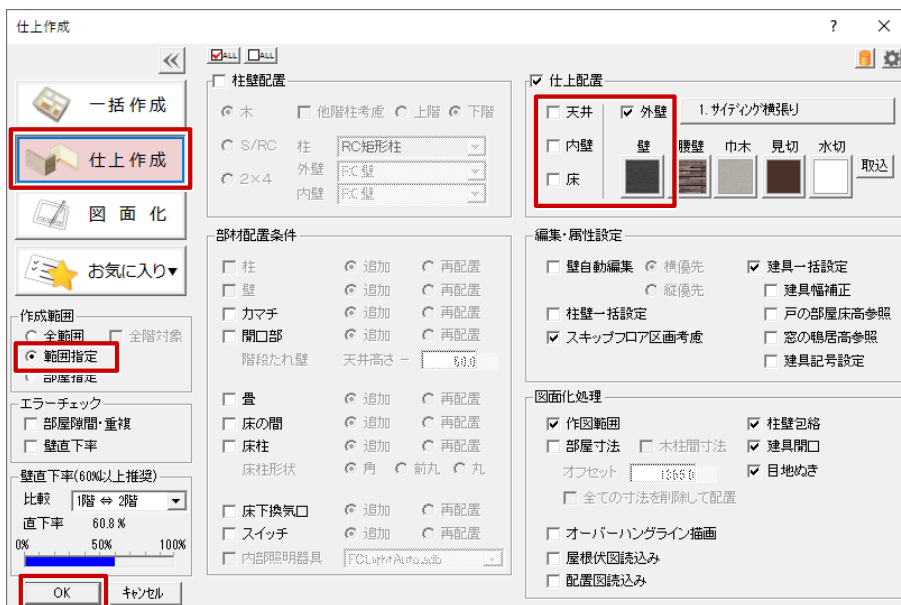 仕上作成
? ×
一括作成
仕上作成
図面化
お気に入り▾
作成範囲
全範囲 全階対象
範囲指定
部屋指定
エラーチェック
部屋隙間・重複
壁直下率
壁直下率(60%以上推奨)
比較 1階 ⇔ 2階
直下率 60.8 %
0% 50% 100%
OK キャンセル
ALL ALL
柱壁配置
木 他階柱考慮 上階 下階
S/RC 柱 RC矩形柱
2×4 外壁 RC壁
内壁 RC壁
部材配置条件
柱 追加 再配置
壁 追加 再配置
カマチ 追加 再配置
開口部 追加 再配置
階段たれ壁 天井高さ －
畳 追加 再配置
床の間 追加 再配置
床柱 追加 再配置
床柱形状 角 前丸 丸
床下換気口 追加 再配置
スイッチ 追加 再配置
内部照明器具 FCLightAuto.adb
仕上配置
天井 外壁 1. サイディング横張り
内壁 壁 腰壁 巾木 見切 水切
床 取込
編集・属性設定
壁自動編集 横優先 建具一括設定
縦優先 建具幅補正
柱壁一括設定 戸の部屋床高参照
スキップフロア区画考慮 窓の鴨居高参照
建具記号設定
図面化処理
作図範囲 柱壁包絡
部屋寸法 木柱間寸法 建具開口
オフセット 目地ぬき
全ての寸法を削除して配置
オーバーハングライン描画
屋根伏図読込み
配置図読込み